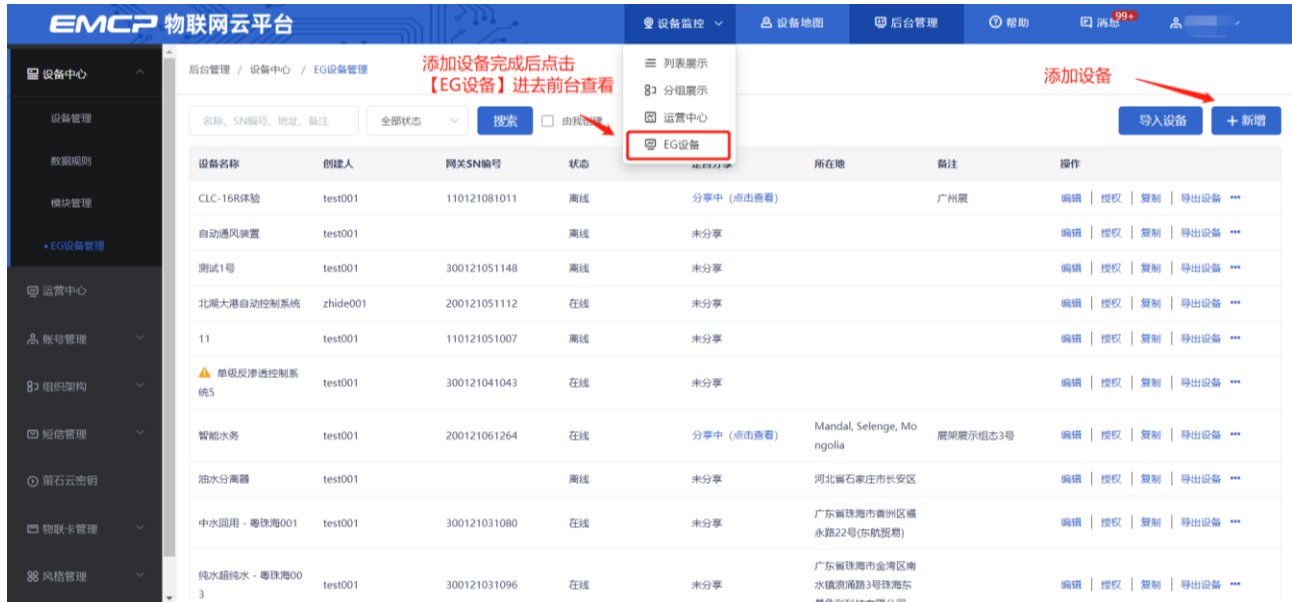 EMCP 物联网云平台
设备监控
设备地图
后台管理
帮助
消息
99+
设备中心
设备管理
数据规则
模块管理
• EG设备管理
运营中心
账号管理
组织架构
短信管理
萤石云密钥
物联卡管理
风格管理
后台管理 / 设备中心 / EG设备管理
添加设备完成后点击
【EG设备】进去前台查看
列表展示
分组展示
运营中心
EG设备
添加设备
名称、SN编号、地址、备注
全部状态
搜索
由我创建
导入设备
+ 新增
设备名称 创建人 网关SN编号 状态 是否分享 所在地 备注 操作
CLC-16R体验 test001 110121081011 离线 分享中 (点击查看) 广州展 编辑 | 授权 | 复制 | 导出设备 •••
自动通风装置 test001 离线 未分享 编辑 | 授权 | 复制 | 导出设备 •••
测试1号 test001 300121051148 离线 未分享 编辑 | 授权 | 复制 | 导出设备 •••
北湖大港自动控制系统 zhide001 200121051112 在线 未分享 编辑 | 授权 | 复制 | 导出设备 •••
11 test001 110121051007 离线 未分享 编辑 | 授权 | 复制 | 导出设备 •••
单级反渗透控制系
统5
test001 300121041043 在线 未分享 编辑 | 授权 | 复制 | 导出设备 •••
智能水务 test001 200121061264 在线 分享中 (点击查看)
Mandal, Selenge, Mo
ngolia
展架展示组态3号 编辑 | 授权 | 复制 | 导出设备 •••
油水分离器 test001 离线 未分享 河北省石家庄市长安区 编辑 | 授权 | 复制 | 导出设备 •••
中水回用 - 粤珠海001 test001 300121031080 在线 未分享
广东省珠海市香洲区福
永路22号(东航贸易)
编辑 | 授权 | 复制 | 导出设备 •••
纯水超纯水 - 粤珠海00
3
test001 300121031096 在线 未分享
广东省珠海市金湾区南
水镇浪涌路3号珠海东
编辑 | 授权 | 复制 | 导出设备 •••